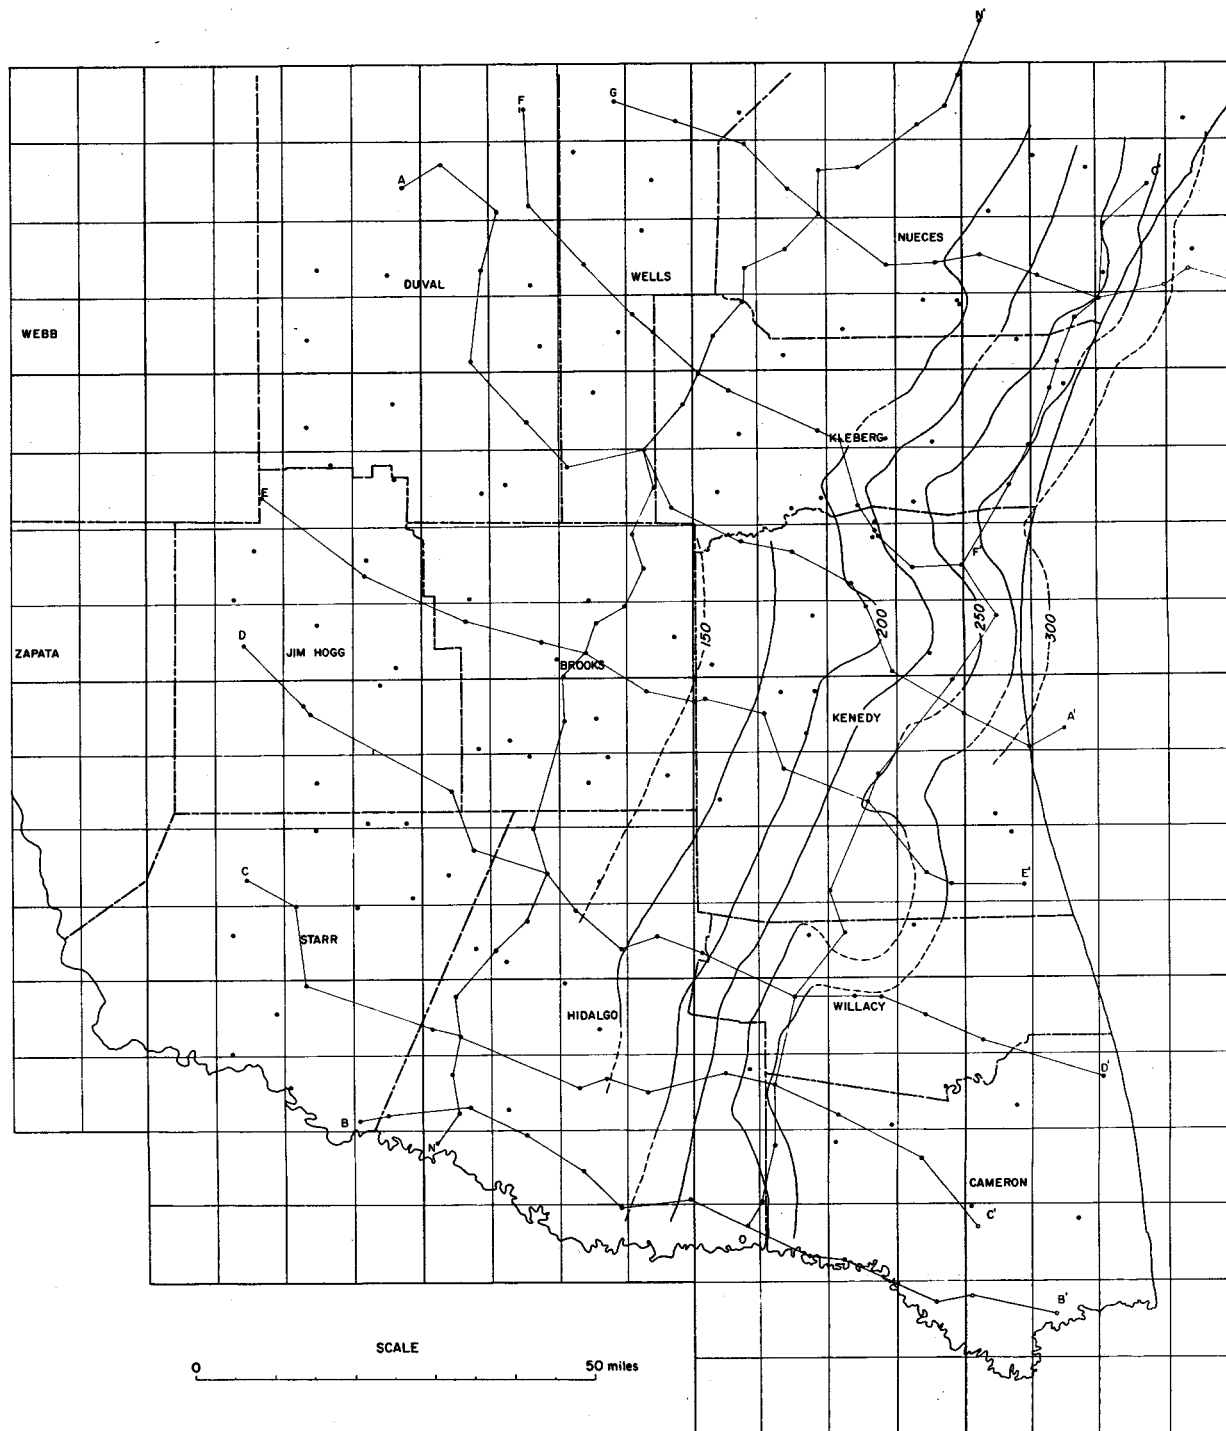 N'
F
G
A
O'
NUECES
WELLS
DUVAL
WEBB
KLEBERG
E
F'
150
200
250
300
D
ZAPATA
JIM HOGG
BROOKS
KENEDY
A'
C
E'
STARR
HIDALGO
WILLACY
D'
B
N
CAMERON
C'
O
B'
SCALE
0
50 miles